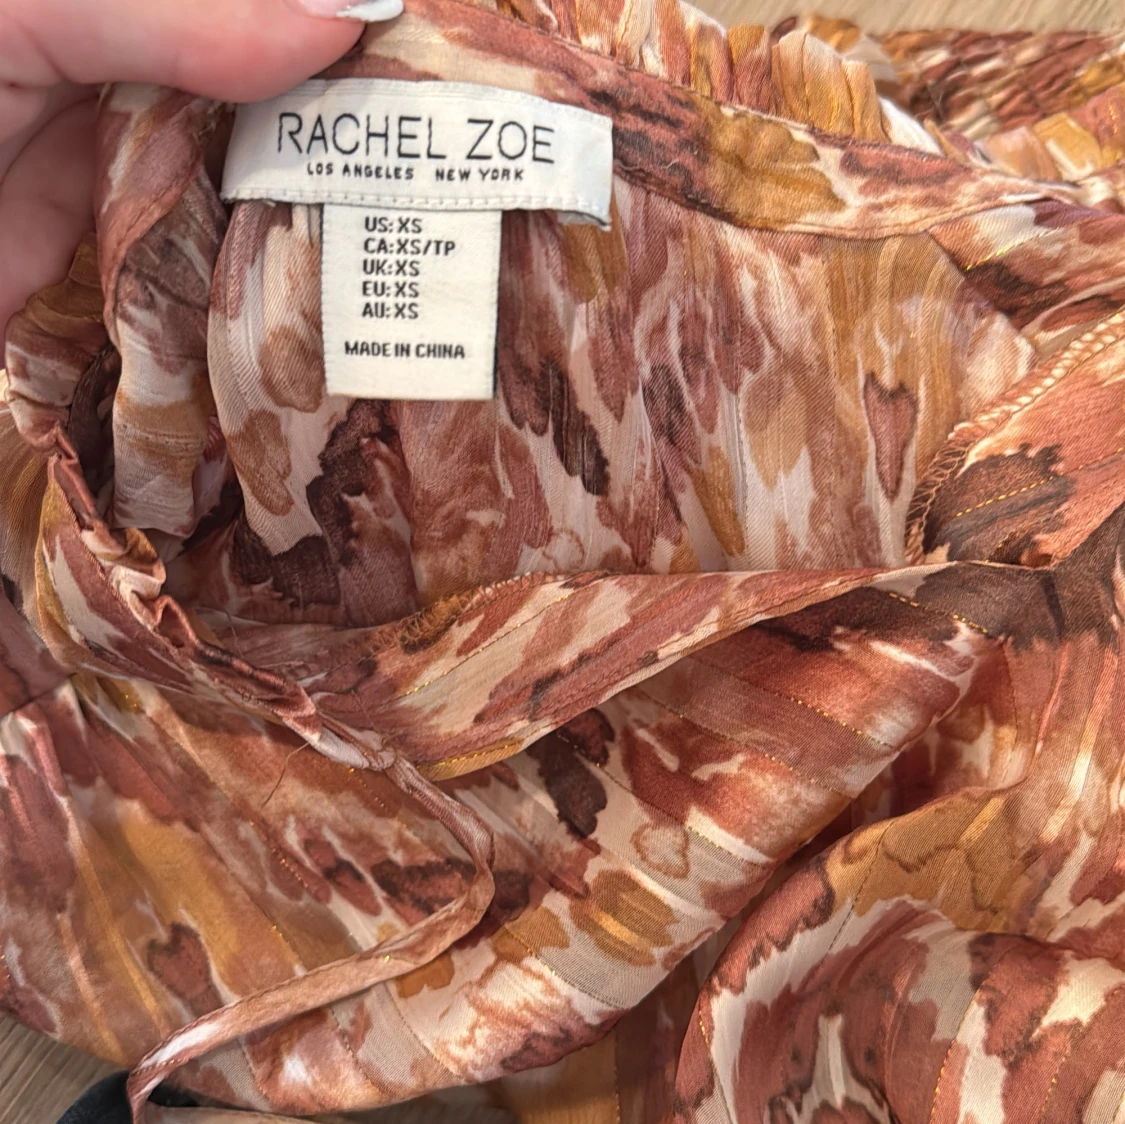 RACHEL ZOE
LOS ANGELES NEW YORK
US: XS
CA: XS/TP
UK: XS
EU: XS
AU: XS
MADE IN CHINA